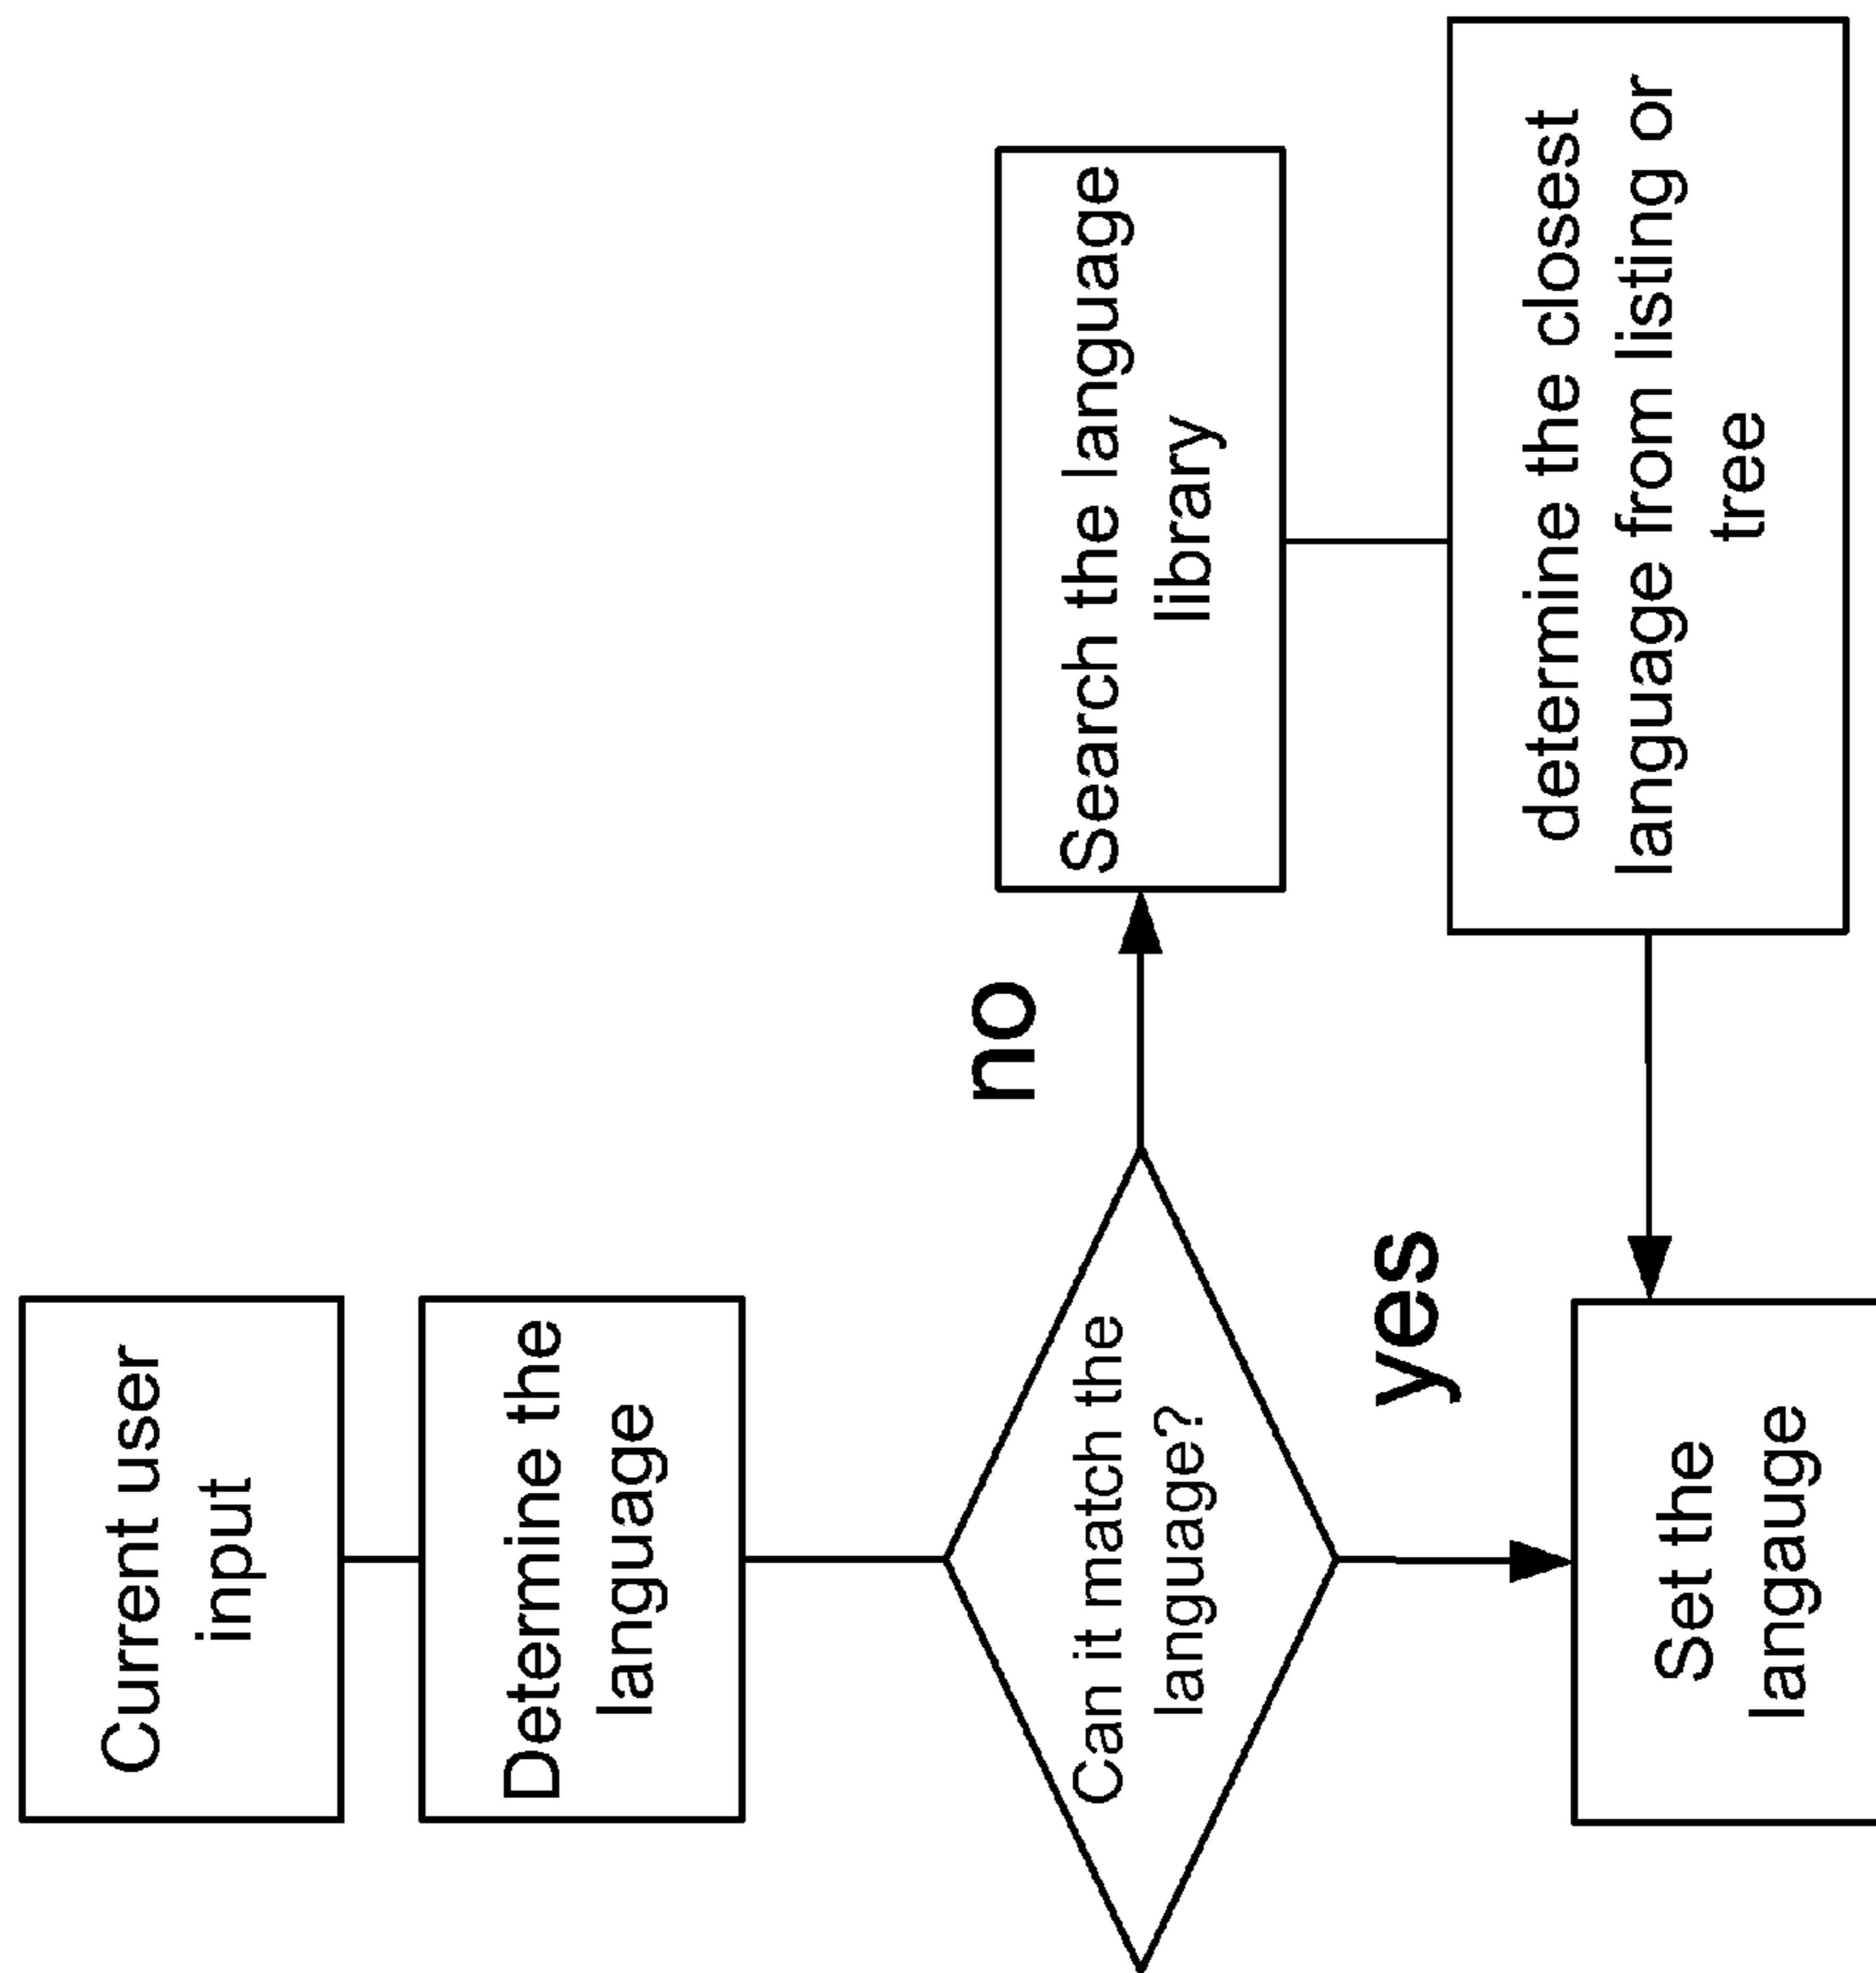 Current user
input
Determine the
language
Can it match the
language?
no
Search the language
library
determine the closest
language from listing or
tree
yes
Set the
langauge